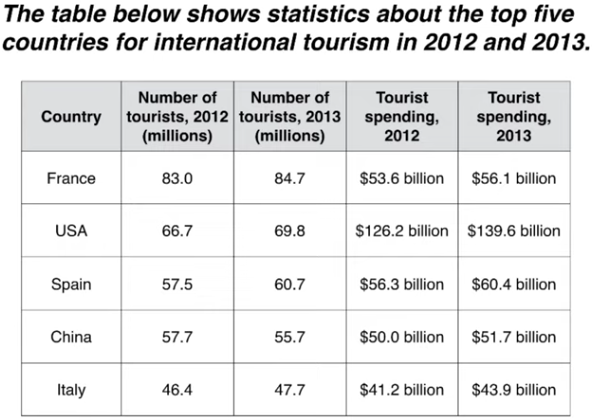 The table below shows statistics about the top five
countries for international tourism in 2012 and 2013.
Country
Number of
tourists, 2012
(millions)
Number of
tourists, 2013
(millions)
Tourist
spending,
2012
Tourist
spending,
2013
France 83.0 84.7 $53.6 billion $56.1 billion
USA 66.7 69.8 $126.2 billion $139.6 billion
Spain 57.5 60.7 $56.3 billion $60.4 billion
China 57.7 55.7 $50.0 billion $51.7 billion
Italy 46.4 47.7 $41.2 billion $43.9 billion